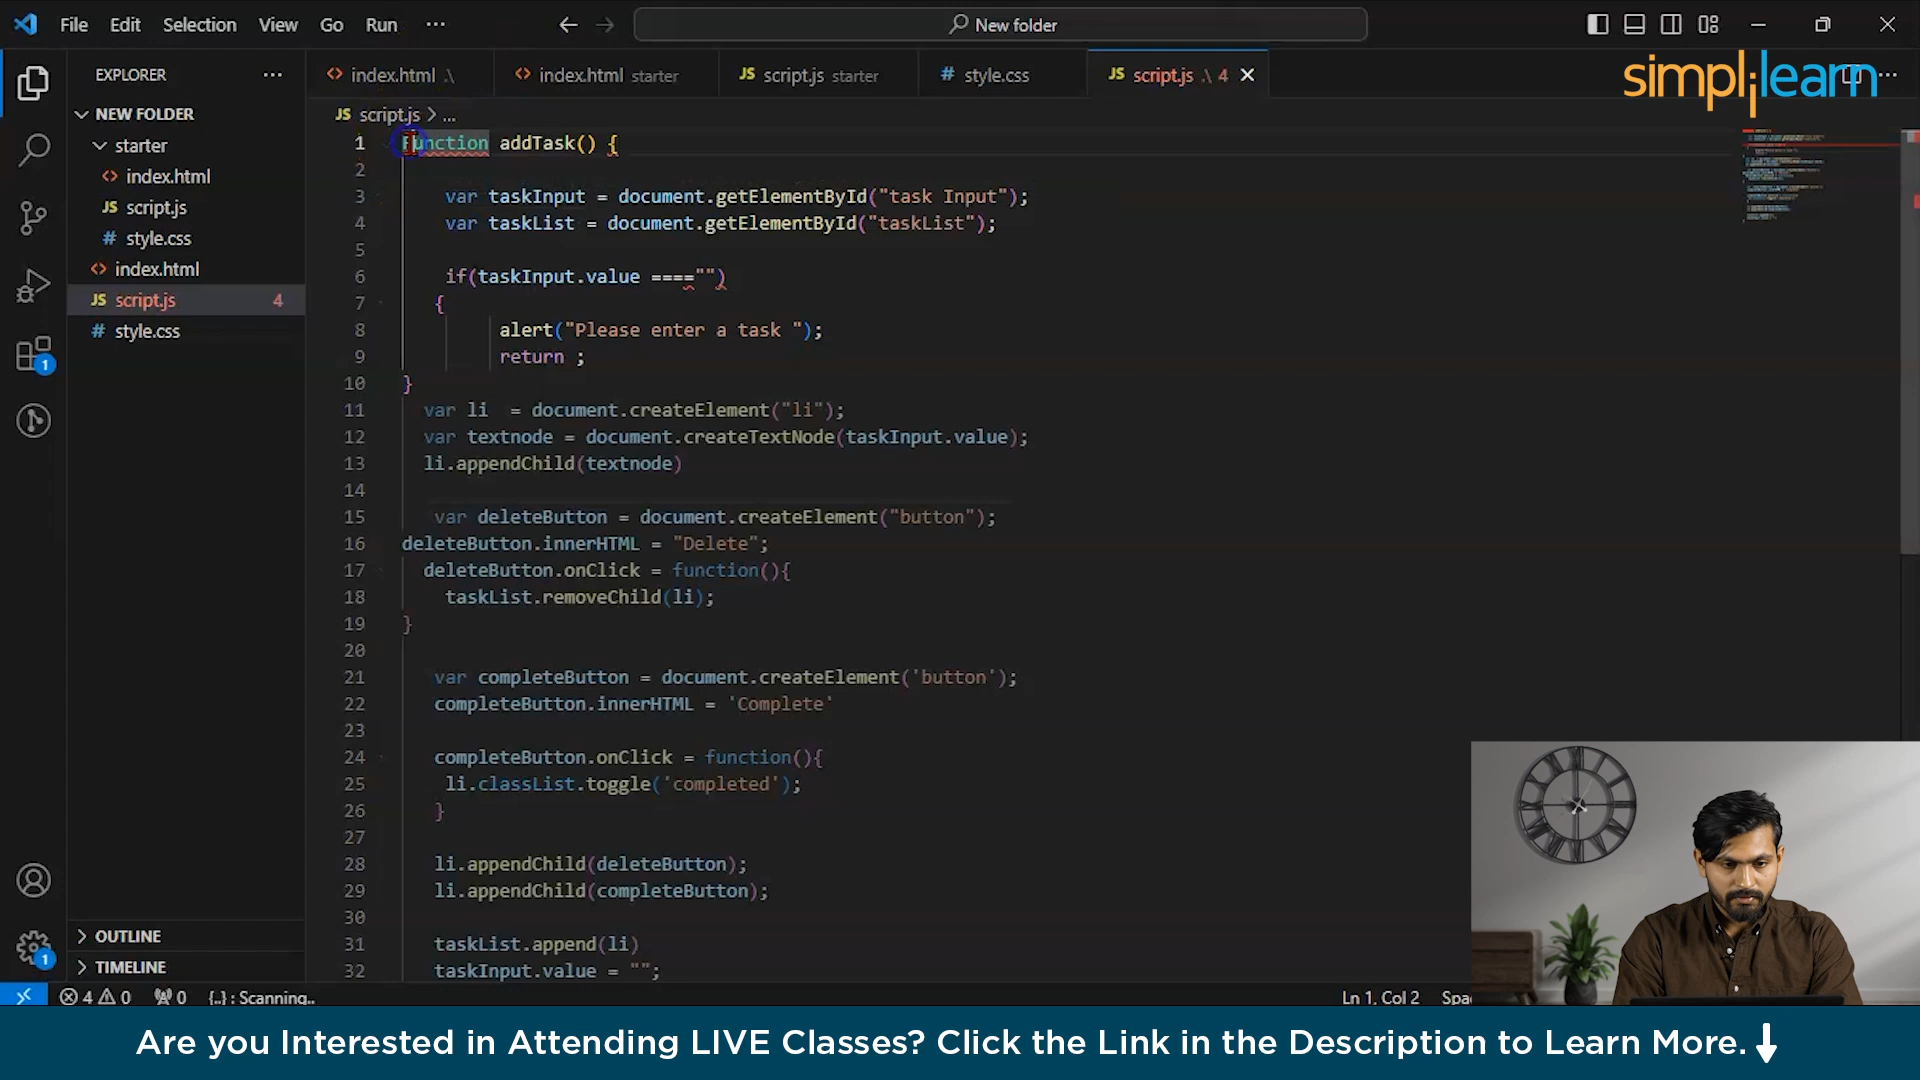 File Edit Selection View Go Run ···
New folder
simplilearn
EXPLORER ···
index.html .\
index.html starter
JS script.js starter
# style.css
JS script.js .\ 4
NEW FOLDER
starter
index.html
JS script.js
# style.css
index.html
JS script.js 4
# style.css
JS script.js > ...
1 Function addTask() {
2
3 var taskInput = document.getElementById("task Input");
4 var taskList = document.getElementById("taskList");
5
6 if(taskInput.value ===="")
7 {
8 alert("Please enter a task ");
9 return ;
10 }
11 var li  = document.createElement("li");
12 var textnode = document.createTextNode(taskInput.value);
13 li.appendChild(textnode)
14
15 var deleteButton = document.createElement("button");
16 deleteButton.innerHTML = "Delete";
17 deleteButton.onClick = function(){
18 taskList.removeChild(li);
19 }
20
21 var completeButton = document.createElement('button');
22 completeButton.innerHTML = 'Complete'
23
24 completeButton.onClick = function(){
25 li.classList.toggle('completed');
26 }
27
28 li.appendChild(deleteButton);
29 li.appendChild(completeButton);
30
31 taskList.append(li)
32 taskInput.value = "";
1
OUTLINE
TIMELINE
1
4 0 0 {..} : Scanning.. Ln 1, Col 2
Are you Interested in Attending LIVE Classes? Click the Link in the Description to Learn More.